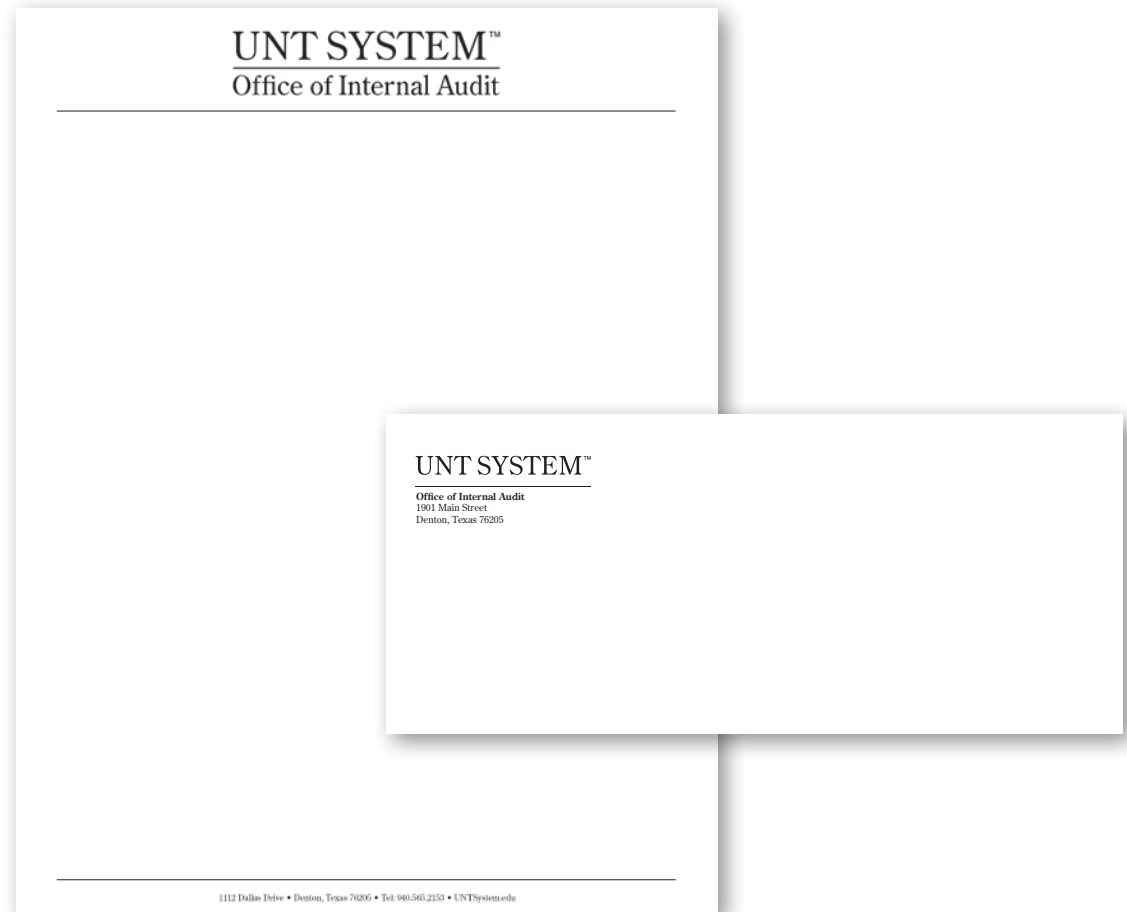 UNT SYSTEM™
Office of Internal Audit
UNT SYSTEM™
Office of Internal Audit
1901 Main Street
Denton, Texas 76205
1112 Dallas Drive • Denton, Texas 76205 • Tel: 940.565.2153 • UNTSystem.edu